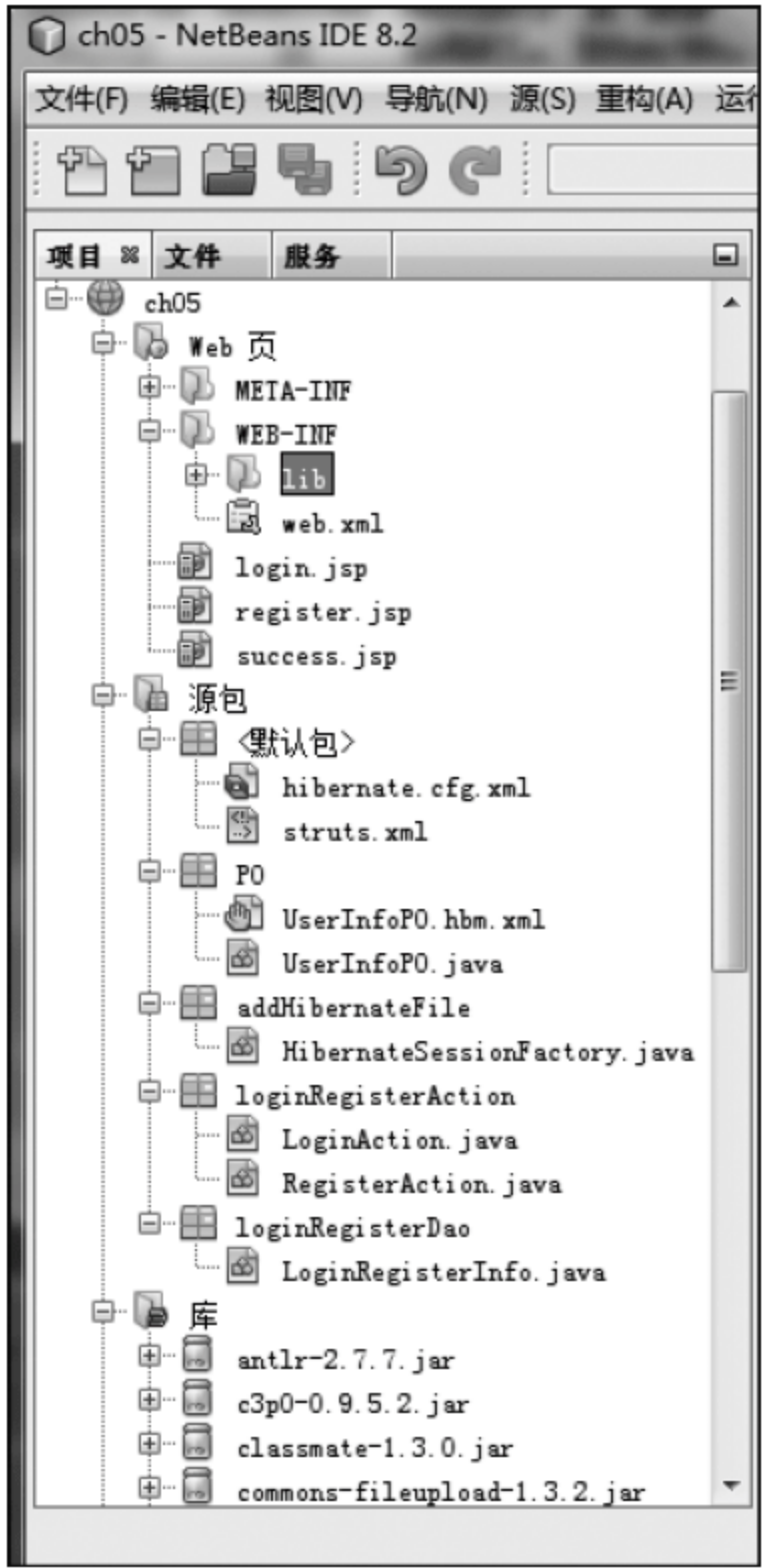 ch05 - NetBeans IDE 8.2
文件(F) 编辑(E) 视图(V) 导航(N) 源(S) 重构(A) 运行
项目 文件 服务
ch05
Web 页
META-INF
WEB-INF
lib
web.xml
login.jsp
register.jsp
success.jsp
源包
<默认包>
hibernate.cfg.xml
struts.xml
PO
UserInfoPO.hbm.xml
UserInfoPO.java
addHibernateFile
HibernateSessionFactory.java
loginRegisterAction
LoginAction.java
RegisterAction.java
loginRegisterDao
LoginRegisterInfo.java
库
antlr-2.7.7.jar
c3p0-0.9.5.2.jar
classmate-1.3.0.jar
commons-fileupload-1.3.2.jar